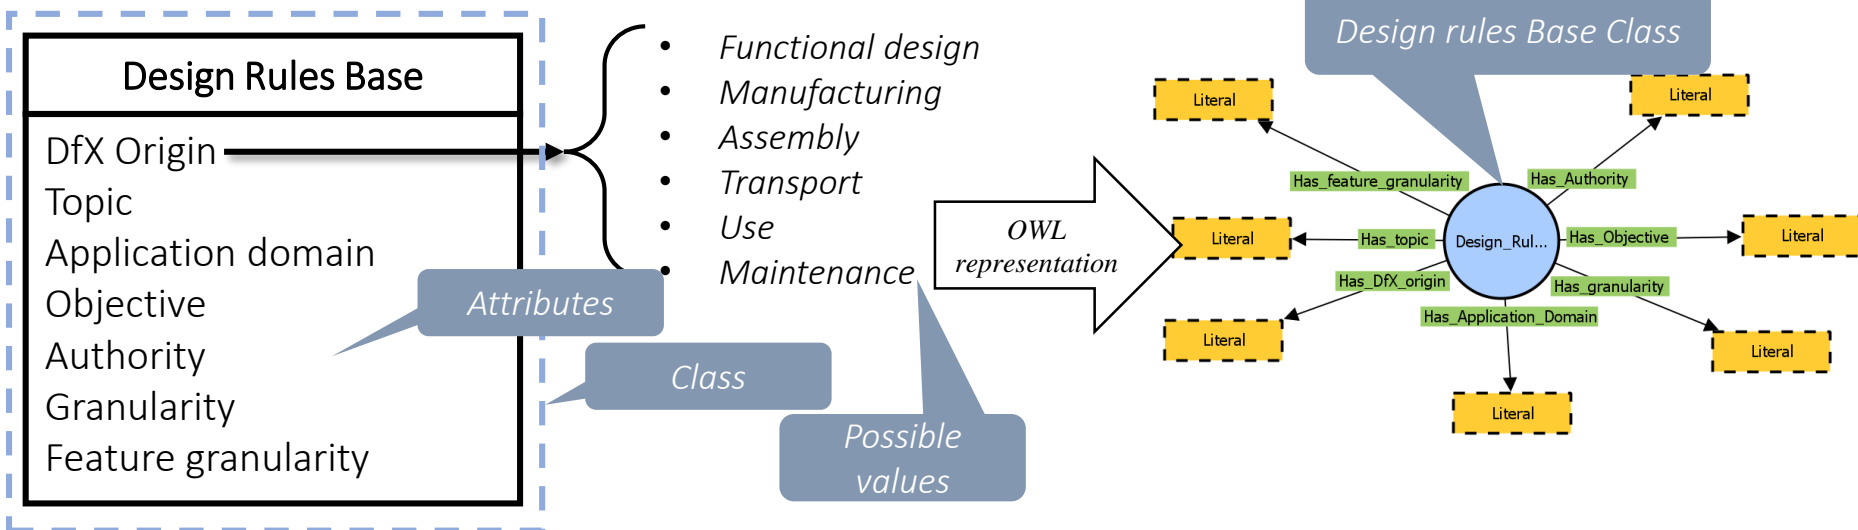 Design Rules Base
DfX Origin
Topic
Application domain
Objective
Authority
Granularity
Feature granularity
Attributes
Class
• Functional design
• Manufacturing
• Assembly
• Transport
• Use
• Maintenance
Possible
values
OWL
representation
Design rules Base Class
Literal
Literal
Has_feature_granularity
Has_Authority
Literal
Has_topic
Design_Rul...
Has_Objective
Literal
Has_DfX_origin
Has_granularity
Has_Application_Domain
Literal
Literal
Literal